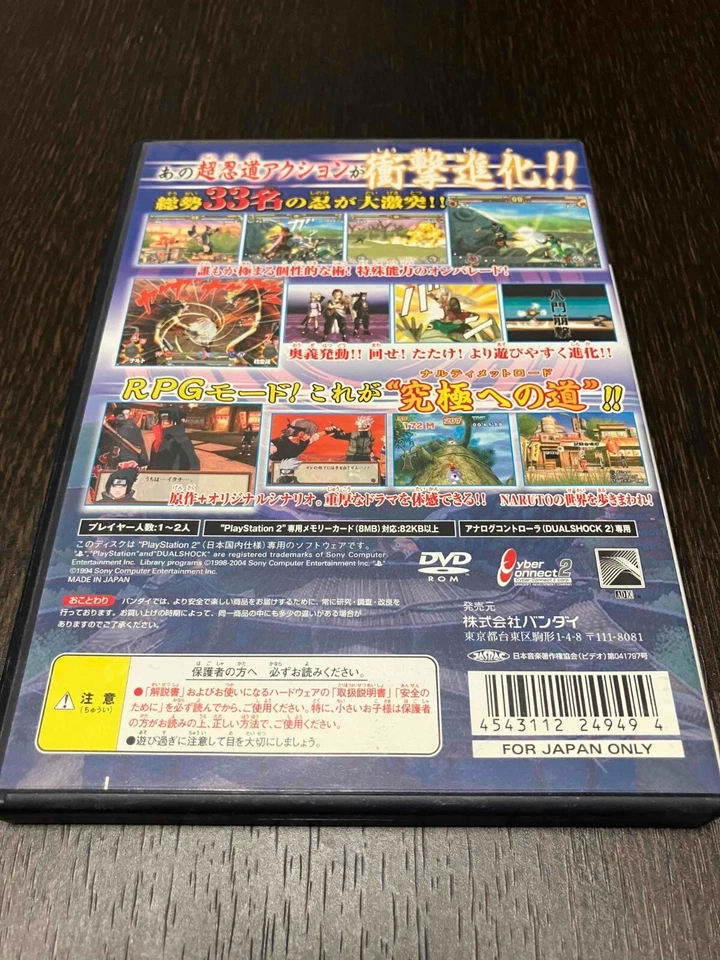 あの超忍道アクションが衝撃進化!!
総勢33名の忍が大激突!!
誰もが極まる個性的な術!特殊能力のオンパレード!
八門崩撃
奥義発動!!回せ!たたけ!より遊びやすく進化!!
ナルティメットロード
RPGモード!これが"究極への道"!!
うちは…イタチ…
172M
原作+オリジナルシナリオ。重厚なドラマを体感できる!! NARUTOの世界を歩きまわれ!
プレイヤー人数:1〜2人
"PlayStation 2"専用メモリーカード(8MB)対応:82KB以上
アナログコントローラ(DUALSHOCK 2)専用
このディスクは "PlayStation 2" (日本国内仕様)専用のソフトウェアです。
"PlayStation"and"DUALSHOCK" are registered trademarks of Sony Computer
Entertainment Inc. Library programs ©1998-2004 Sony Computer Entertainment Inc.
©1994 Sony Computer Entertainment Inc.
MADE IN JAPAN
DVD
ROM
CyberConnect2
ADK
おことわり バンダイでは、より安全で楽しい商品をお届けするために、常に研究・調査・改良を
行っております。お買い上げの時期によって、同一商品の中にも多少の違いがある場合が
ありますのでご了承ください。
発売元
株式会社バンダイ
東京都台東区駒形1-4-8 〒111-8081
JASRAC 日本音楽著作権協会(ビデオ)第041797号
注意
(ちゅうい)
保護者の方へ 必ずお読みください。
●「解説書」およびお使いになるハードウェアの「取扱説明書」「安全の
ために」を必ず読んでから、ご使用ください。特に、小さいお子様は保護者
の方がお読みの上、正しい方法で、ご使用ください。
●遊び過ぎに注意して目を大切にしましょう。
4543112 24949 4
FOR JAPAN ONLY